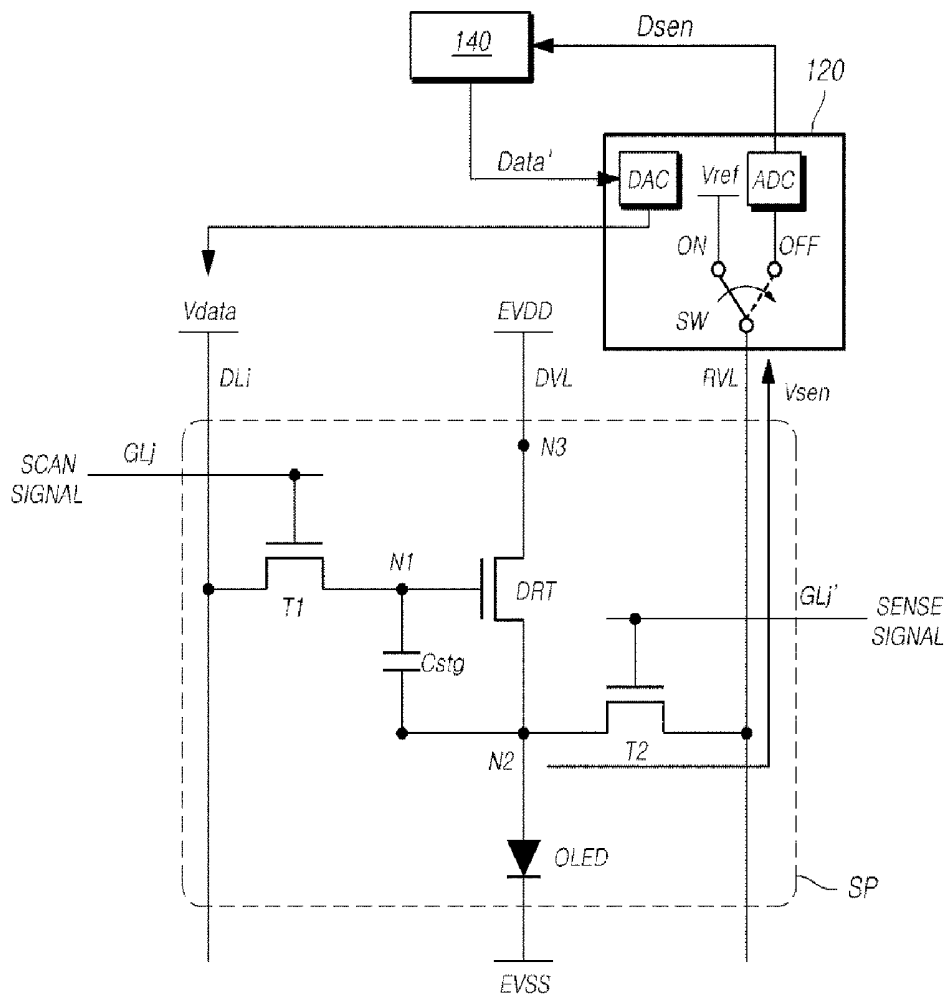 140
Dsen
120
Data'
DAC
Vref
ADC
ON
OFF
SW
Vdata
EVDD
DLi
DVL
RVL
Vsen
GLj
SCAN
SIGNAL
N3
N1
DRT
T1
GLj'
SENSE
SIGNAL
Cstg
N2
T2
OLED
SP
EVSS